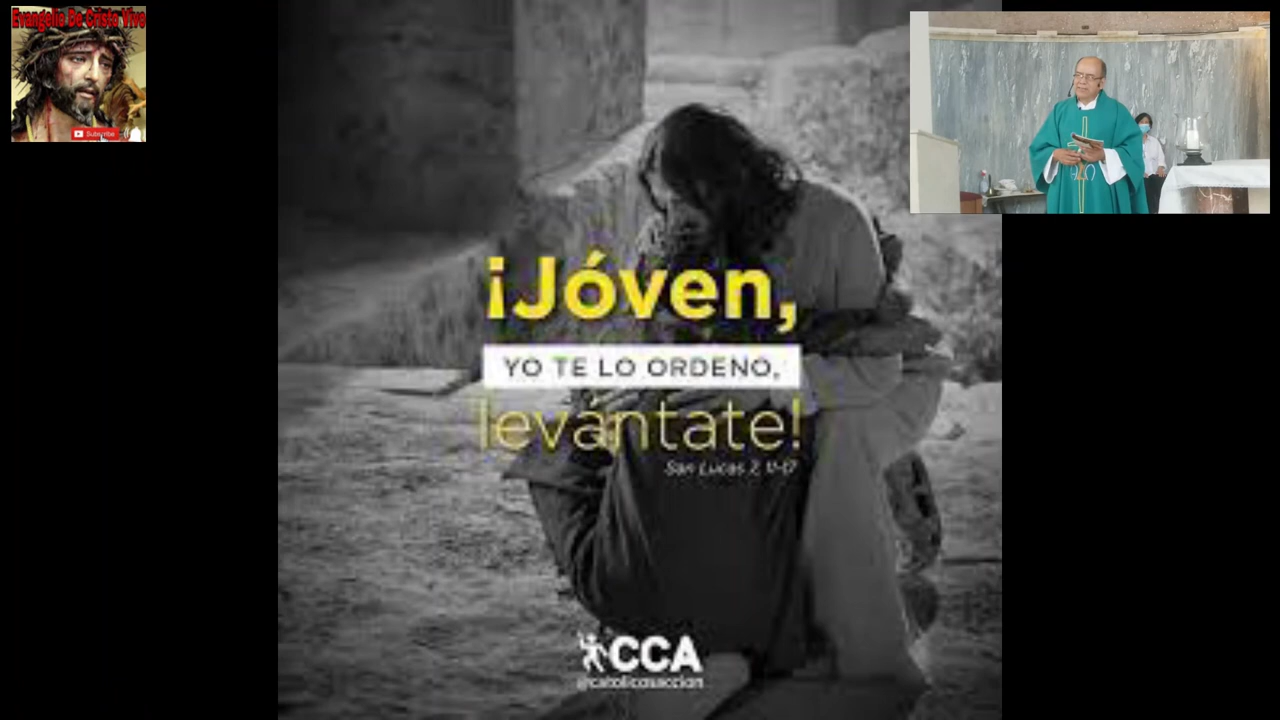 Evangelio De Cristo Vivo
Subscribe
¡Jóven,
YO TE LO ORDENO,
levántate!
San Lucas 7, 11-17
CCA
@catolicosaccion